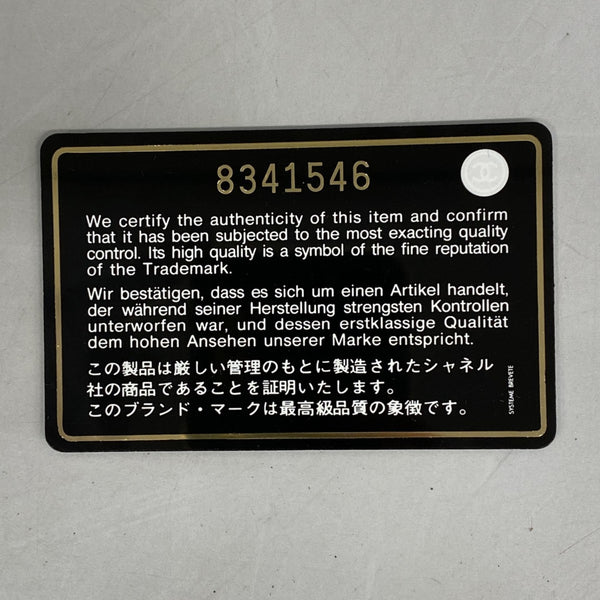 8341546
We certify the authenticity of this item and confirm
that it has been subjected to the most exacting quality
control. Its high quality is a symbol of the fine reputation
of the Trademark.
Wir bestätigen, dass es sich um einen Artikel handelt,
der während seiner Herstellung strengsten Kontrollen
unterworfen war, und dessen erstklassige Qualität
dem hohen Ansehen unserer Marke entspricht.
この製品は厳しい管理のもとに製造されたシャネル
社の商品であることを証明いたします。
このブランド・マークは最高級品質の象徴です。
SYSTEME BREVETE